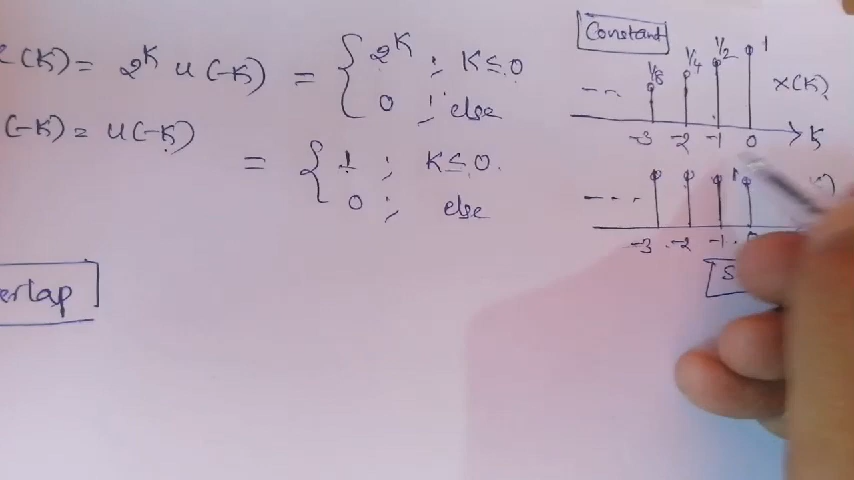 (K) = 2^K u(-K) = { 2^K ; K ≤ 0
0 ; else
(-K) = u(-K) = { 1 ; K ≤ 0.
0 ; else
erlap
Constant
1/8 1/4 1/2 1
--- x(K)
-3 -2 -1 0 K
--- 1
-3 -2 -1
S